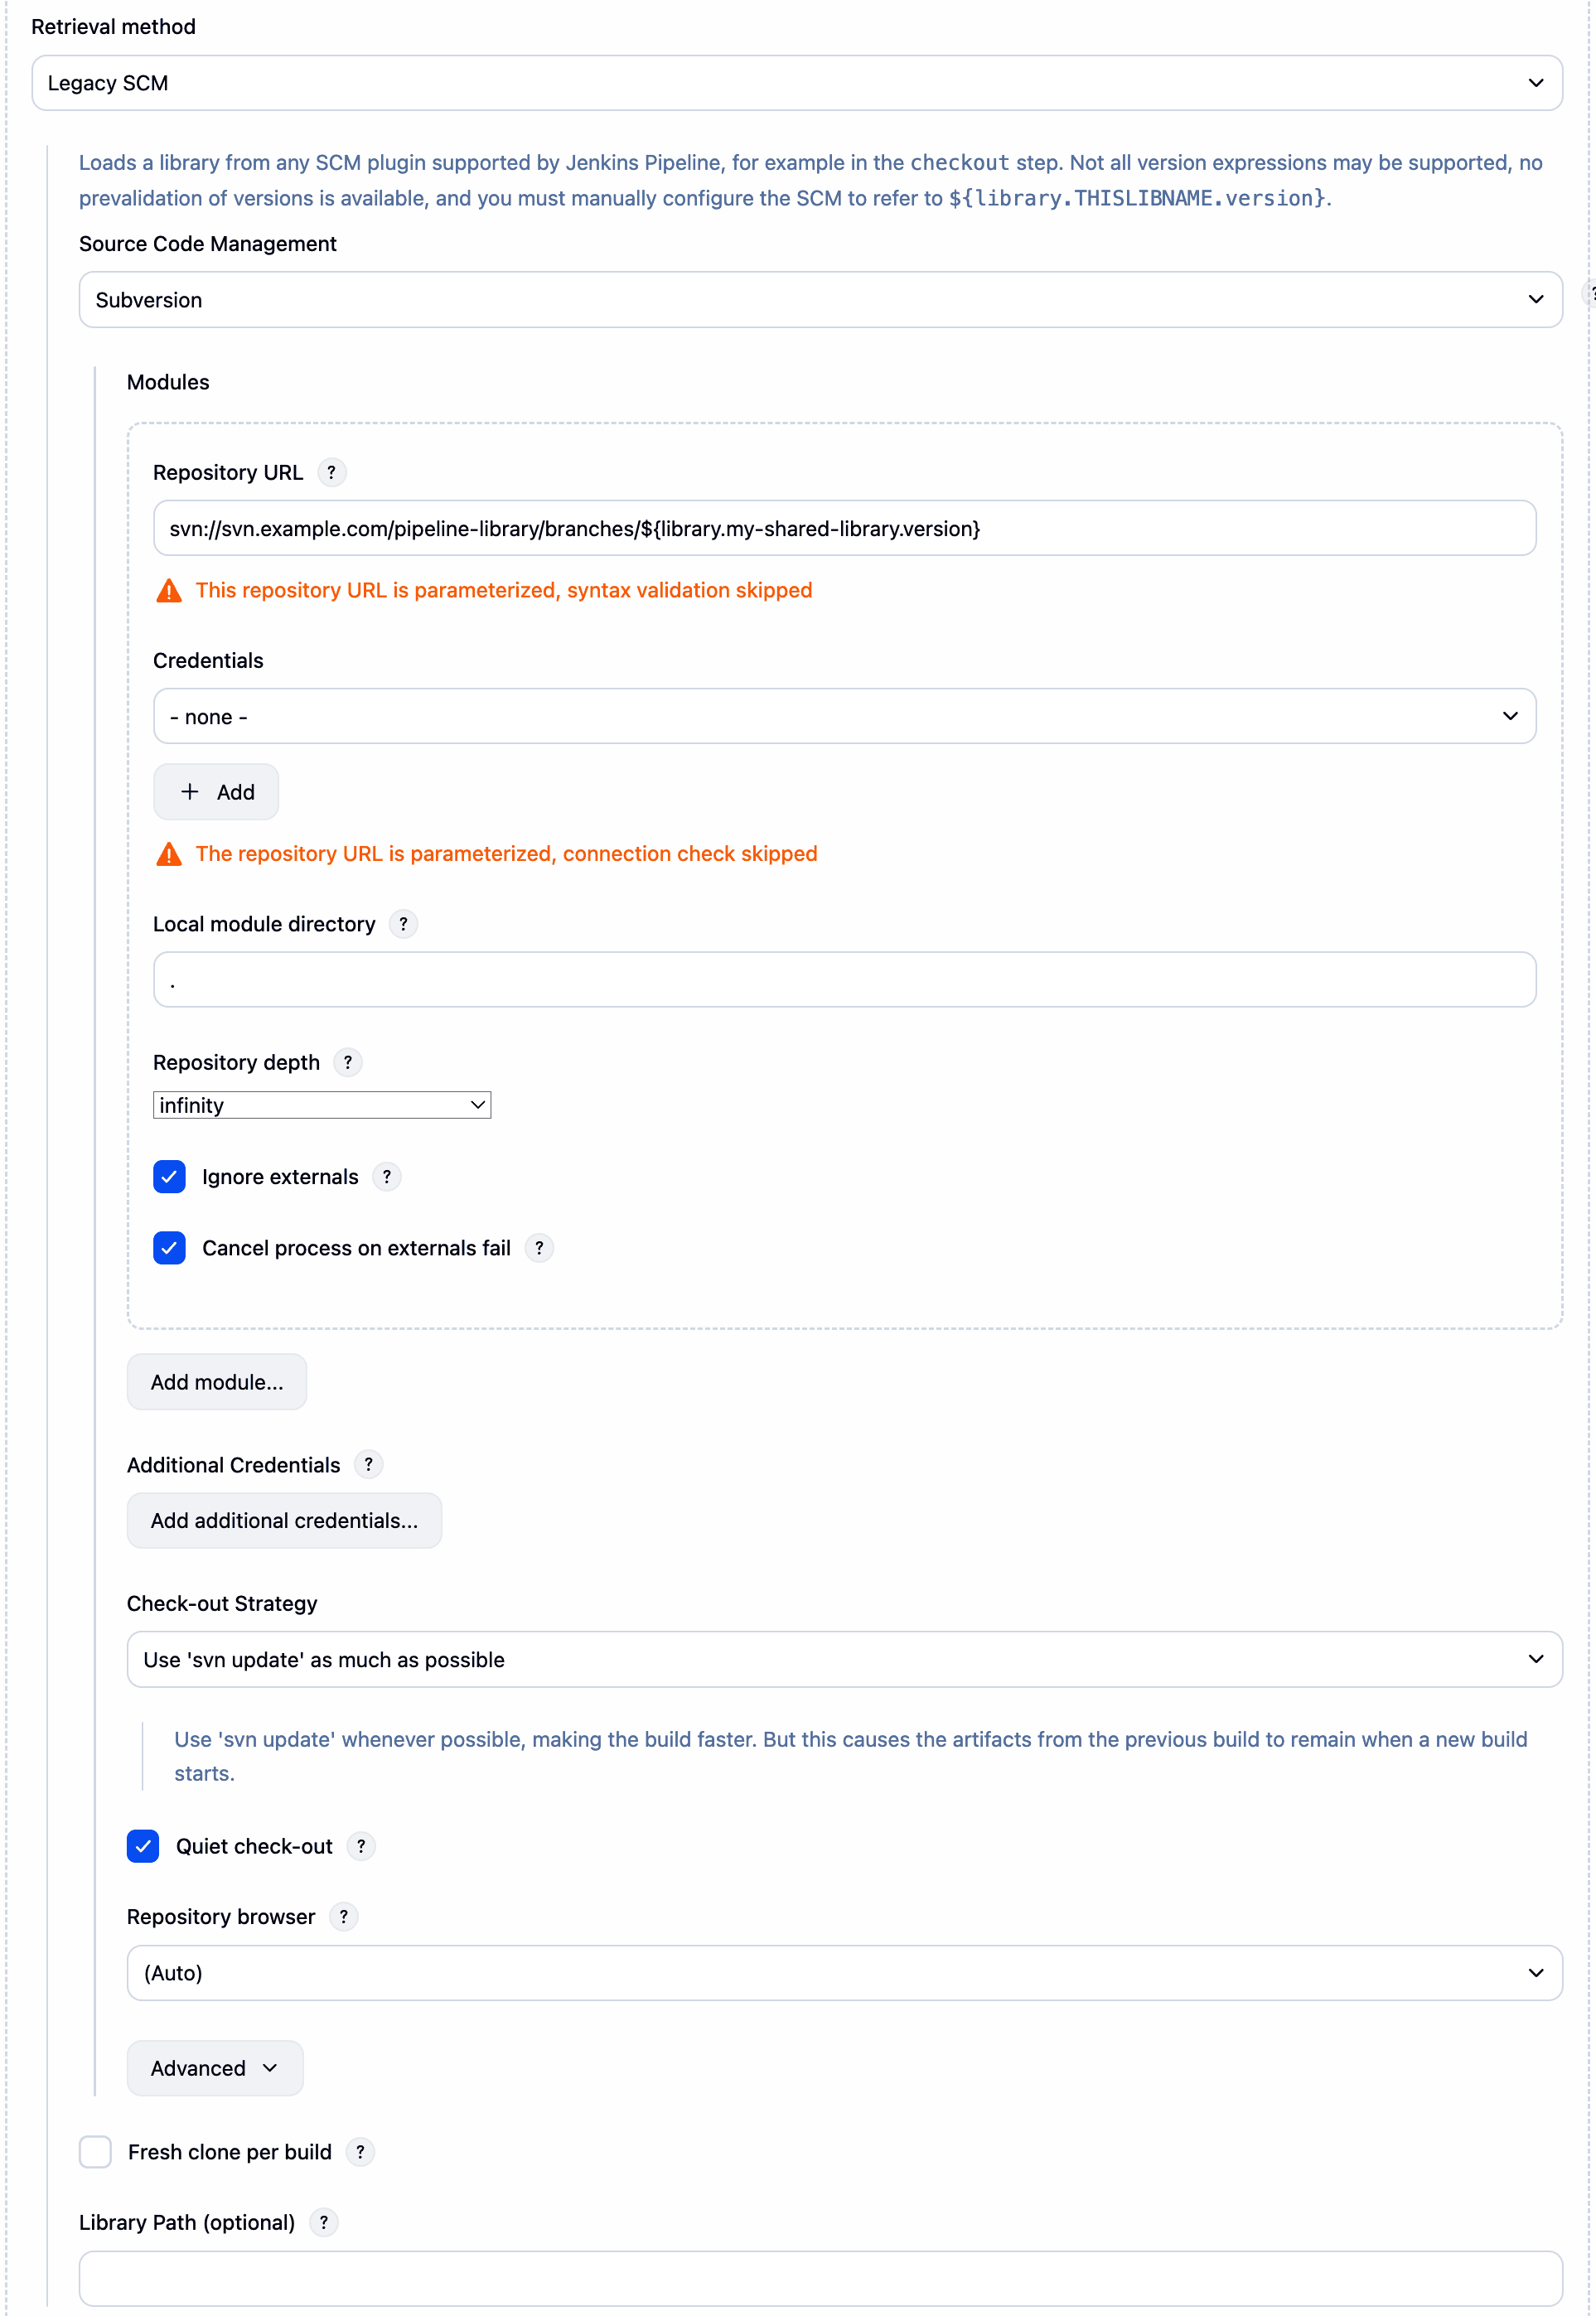 Retrieval method
Legacy SCM
Loads a library from any SCM plugin supported by Jenkins Pipeline, for example in the checkout step. Not all version expressions may be supported, no
prevalidation of versions is available, and you must manually configure the SCM to refer to ${library.THISLIBNAME.version}.
Source Code Management
Subversion
?
Modules
Repository URL ?
svn://svn.example.com/pipeline-library/branches/${library.my-shared-library.version}
This repository URL is parameterized, syntax validation skipped
Credentials
- none -
+ Add
The repository URL is parameterized, connection check skipped
Local module directory ?
.
Repository depth ?
infinity
Ignore externals ?
Cancel process on externals fail ?
Add module...
Additional Credentials ?
Add additional credentials...
Check-out Strategy
Use 'svn update' as much as possible
Use 'svn update' whenever possible, making the build faster. But this causes the artifacts from the previous build to remain when a new build
starts.
Quiet check-out ?
Repository browser ?
(Auto)
Advanced
Fresh clone per build ?
Library Path (optional) ?